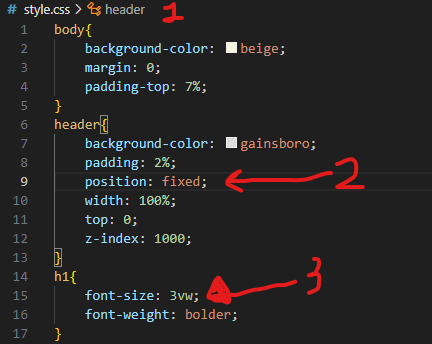 # style.css > header 1
1 body{
2 background-color: beige;
3 margin: 0;
4 padding-top: 7%;
5 }
6 header{
7 background-color: gainsboro;
8 padding: 2%;
9 position: fixed; 2
10 width: 100%;
11 top: 0;
12 z-index: 1000;
13 }
14 h1{ 3
15 font-size: 3vw;
16 font-weight: bolder;
17 }